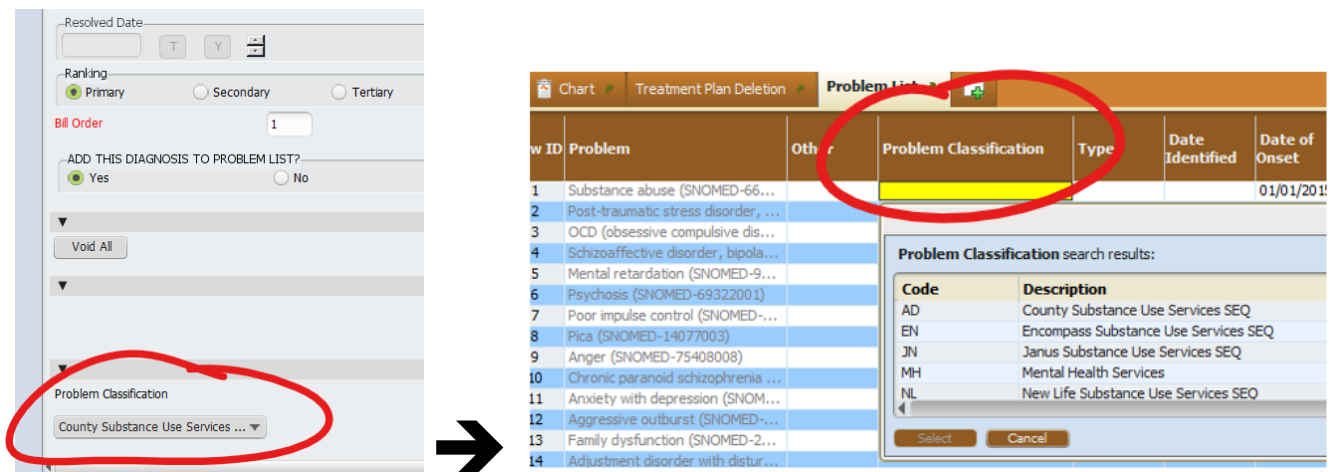 Resolved Date
T Y
Ranking
Primary Secondary Tertiary
Bill Order 1
ADD THIS DIAGNOSIS TO PROBLEM LIST?
Yes No
Void All
Problem Classification
County Substance Use Services ...
Chart Treatment Plan Deletion Problem List
w ID Problem Other Problem Classification Type Date Identified Date of Onset
1 Substance abuse (SNOMED-66... 01/01/201
2 Post-traumatic stress disorder, ...
3 OCD (obsessive compulsive dis...
4 Schizoaffective disorder, bipola...
5 Mental retardation (SNOMED-9...
6 Psychosis (SNOMED-69322001)
7 Poor impulse control (SNOMED-...
8 Pica (SNOMED-14077003)
9 Anger (SNOMED-75408008)
10 Chronic paranoid schizophrenia ...
11 Anxiety with depression (SNOM...
12 Aggressive outburst (SNOMED-...
13 Family dysfunction (SNOMED-2...
14 Adjustment disorder with distur...
Problem Classification search results:
Code Description
AD County Substance Use Services SEQ
EN Encompass Substance Use Services SEQ
JN Janus Substance Use Services SEQ
MH Mental Health Services
NL New Life Substance Use Services SEQ
Select Cancel